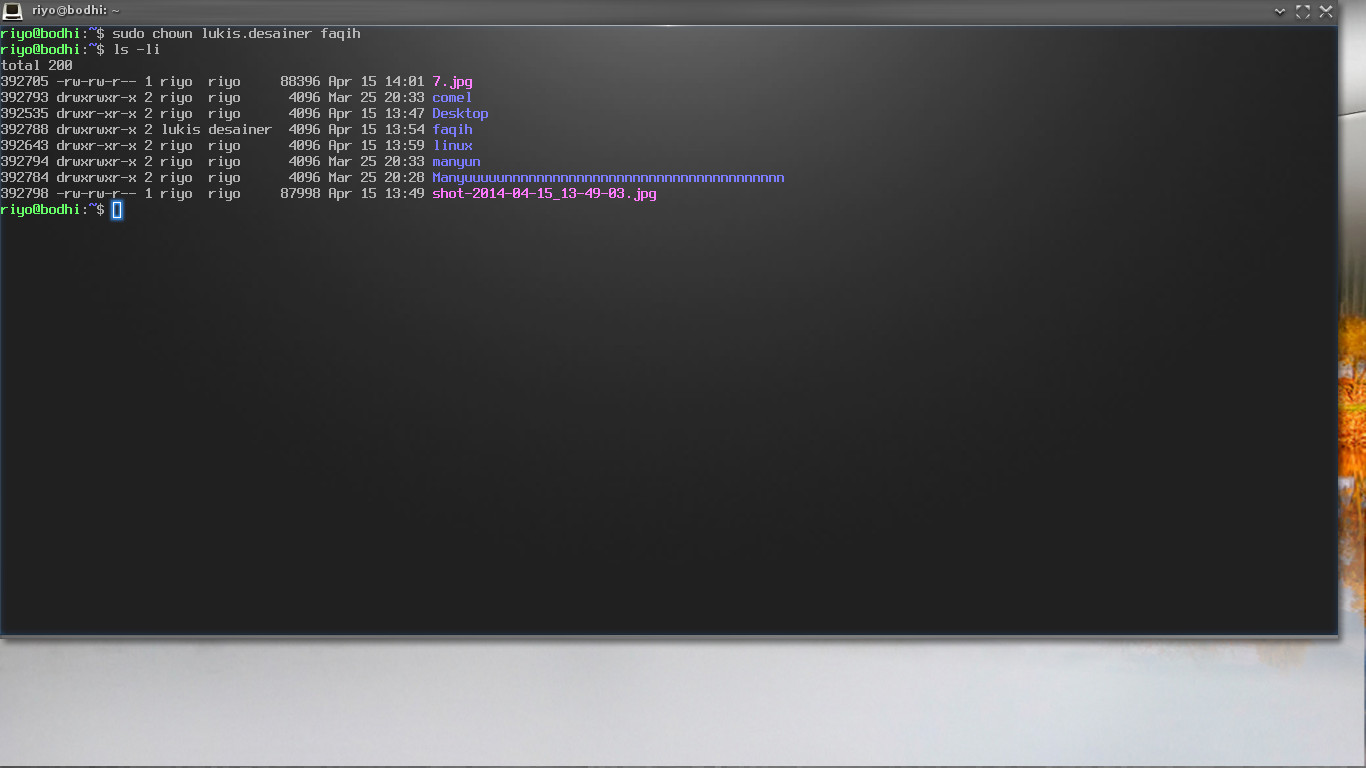 riyo@bodhi: ~
riyo@bodhi:~$ sudo chown lukis.desainer faqih
riyo@bodhi:~$ ls -li
total 200
392705 -rw-rw-r-- 1 riyo  riyo     88396 Apr 15 14:01 7.jpg
392793 drwxrwxr-x 2 riyo  riyo      4096 Mar 25 20:33 comel
392535 drwxr-xr-x 2 riyo  riyo      4096 Apr 15 13:47 Desktop
392788 drwxrwxr-x 2 lukis desainer  4096 Apr 15 13:54 faqih
392643 drwxr-xr-x 2 riyo  riyo      4096 Apr 15 13:59 linux
392794 drwxrwxr-x 2 riyo  riyo      4096 Mar 25 20:33 manyun
392784 drwxrwxr-x 2 riyo  riyo      4096 Mar 25 20:28 Manyuuuuunnnnnnnnnnnnnnnnnnnnnnnnnnnnnnnnnnn
392798 -rw-rw-r-- 1 riyo  riyo     87998 Apr 15 13:49 shot-2014-04-15_13-49-03.jpg
riyo@bodhi:~$